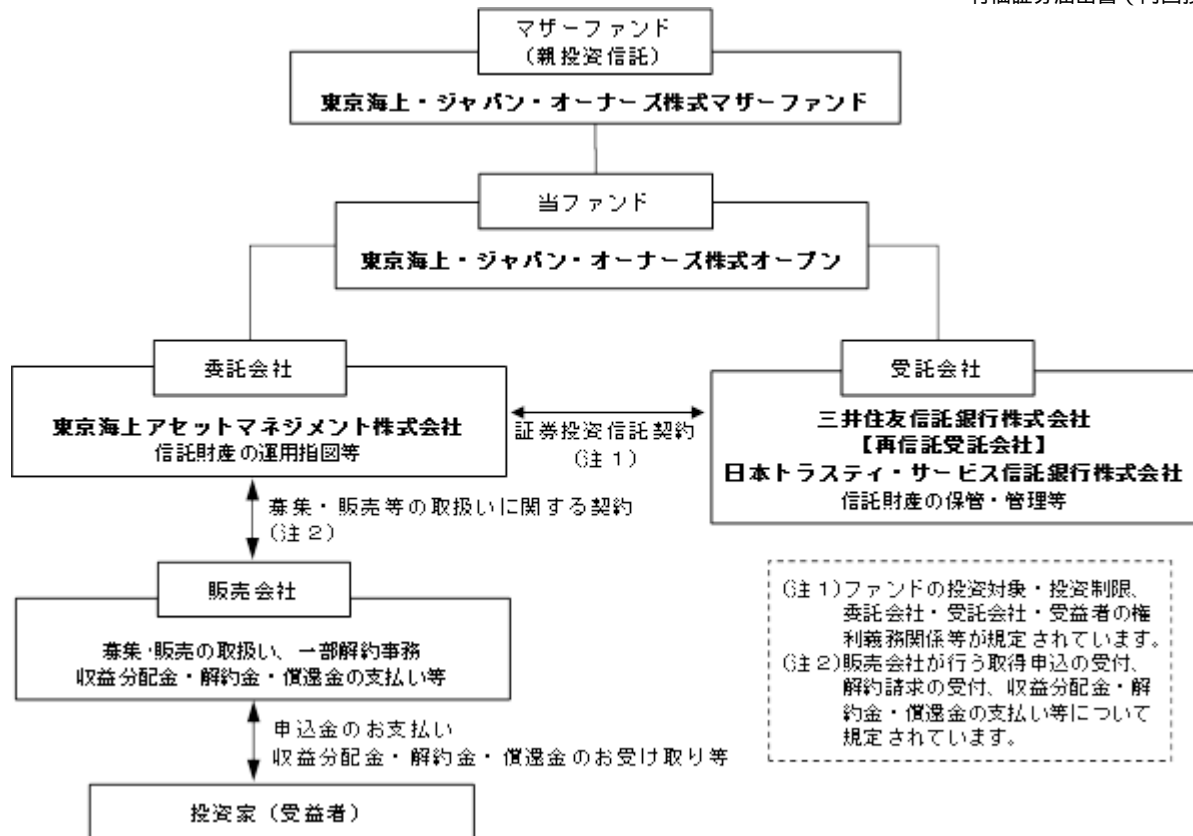 マザーファンド
(親投資信託)
東京海上・ジャパン・オーナーズ株式マザーファンド
当ファンド
東京海上・ジャパン・オーナーズ株式オープン
委託会社
東京海上アセットマネジメント株式会社
信託財産の運用指図等
証券投資信託契約
(注1)
受託会社
三井住友信託銀行株式会社
【再信託受託会社】
日本トラスティ・サービス信託銀行株式会社
信託財産の保管・管理等
募集・販売等の取扱いに関する契約
(注2)
販売会社
募集・販売の取扱い、一部解約事務
収益分配金・解約金・償還金の支払い等
(注1)ファンドの投資対象・投資制限、
委託会社・受託会社・受益者の権
利義務関係等が規定されています。
(注2)販売会社が行う取得申込の受付、
解約請求の受付、収益分配金・解
約金・償還金の支払い等について
規定されています。
申込金のお支払い
収益分配金・解約金・償還金のお受け取り等
投資家(受益者)